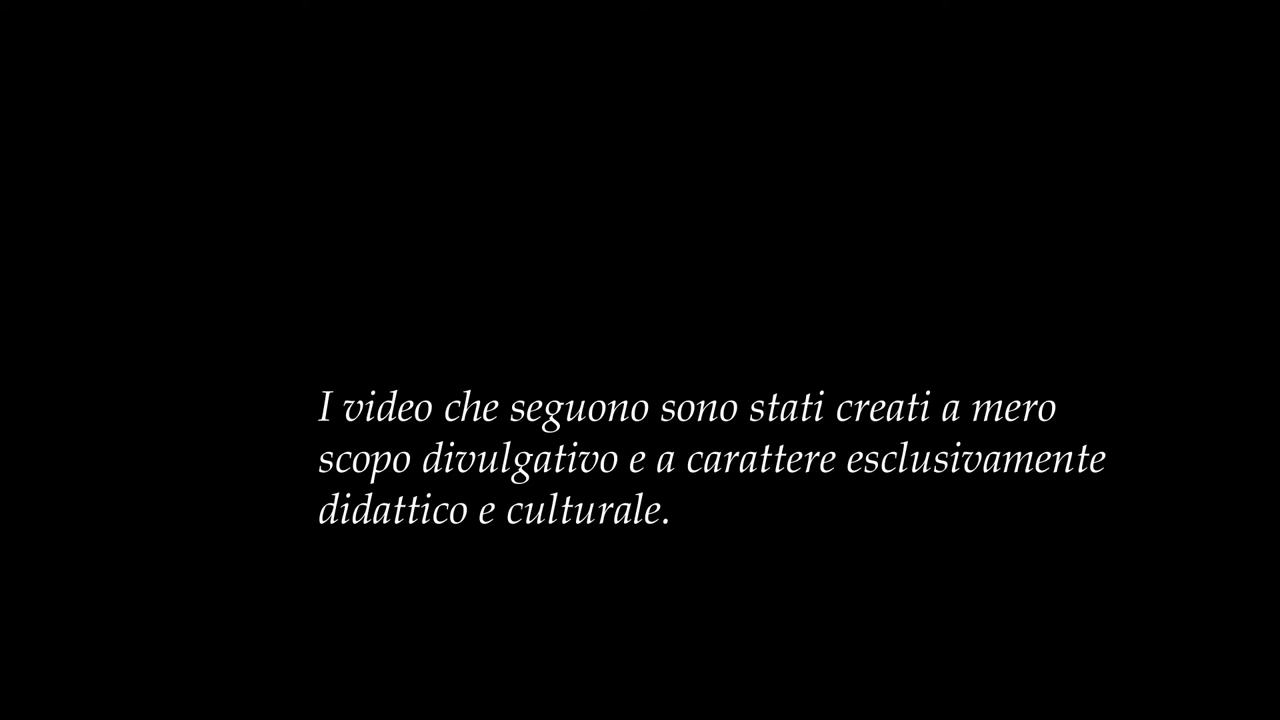 I video che seguono sono stati creati a mero
scopo divulgativo e a carattere esclusivamente
didattico e culturale.